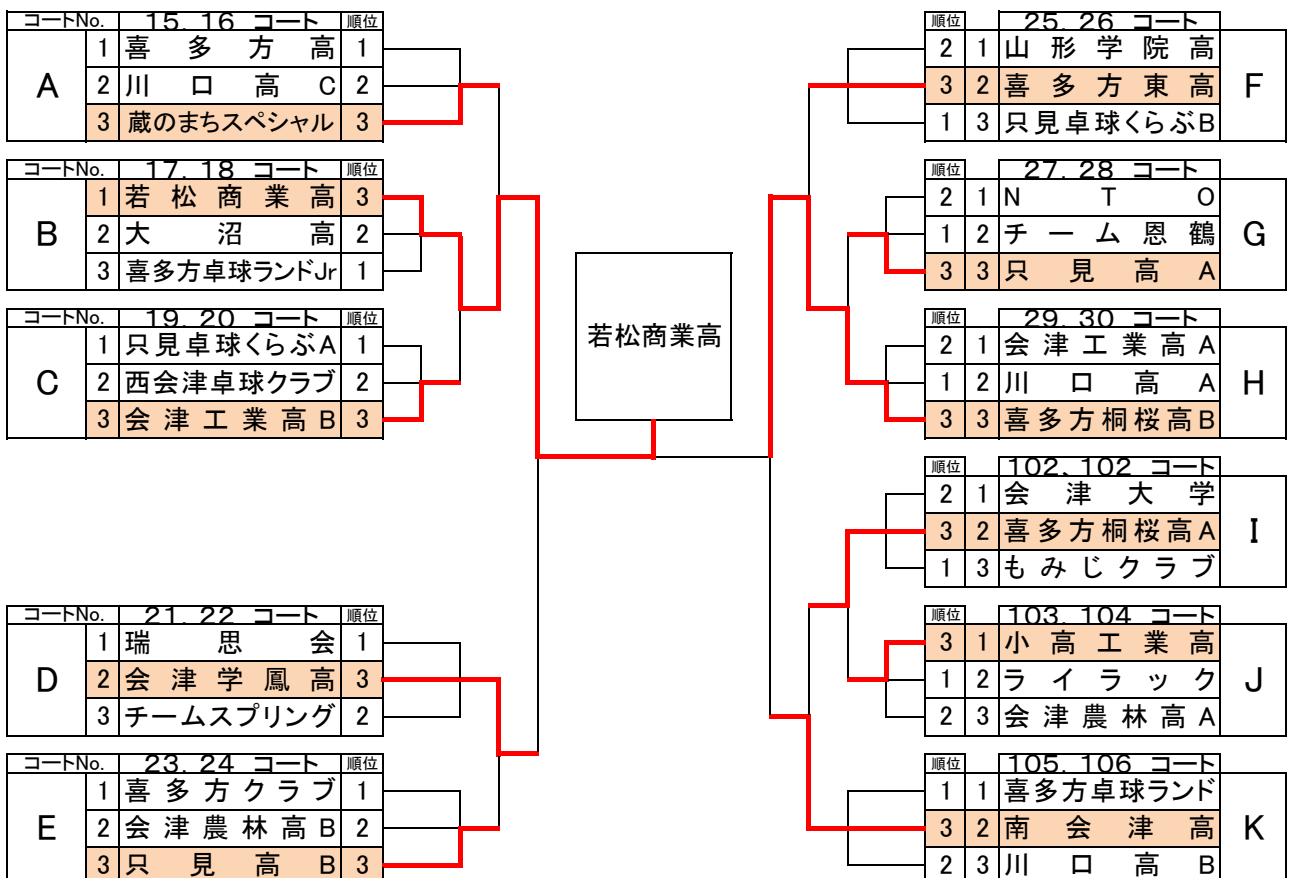 コートNo. 15．16 コート 順位
A
1 喜多方高 1
2 川口高C 2
3 蔵のまちスペシャル 3
コートNo. 17．18 コート 順位
B
1 若松商業高 3
2 大沼高 2
3 喜多方卓球ランドJr 1
コートNo. 19．20 コート 順位
C
1 只見卓球くらぶA 1
2 西会津卓球クラブ 2
3 会津工業高B 3
コートNo. 21．22 コート 順位
D
1 瑞思会 1
2 会津学鳳高 3
3 チームスプリング 2
コートNo. 23．24 コート 順位
E
1 喜多方クラブ 1
2 会津農林高B 2
3 只見高B 3
若松商業高
順位 25．26 コート
2 1 山形学院高
3 2 喜多方東高
1 3 只見卓球くらぶB
F
順位 27．28 コート
2 1 NTO
1 2 チーム恩鶴
3 3 只見高A
G
順位 29．30 コート
2 1 会津工業高A
1 2 川口高A
3 3 喜多方桐桜高B
H
順位 102、102 コート
2 1 会津大学
3 2 喜多方桐桜高A
1 3 もみじクラブ
I
順位 103．104 コート
3 1 小高工業高
1 2 ライラック
2 3 会津農林高A
J
順位 105．106 コート
1 1 喜多方卓球ランド
3 2 南会津高
2 3 川口高B
K